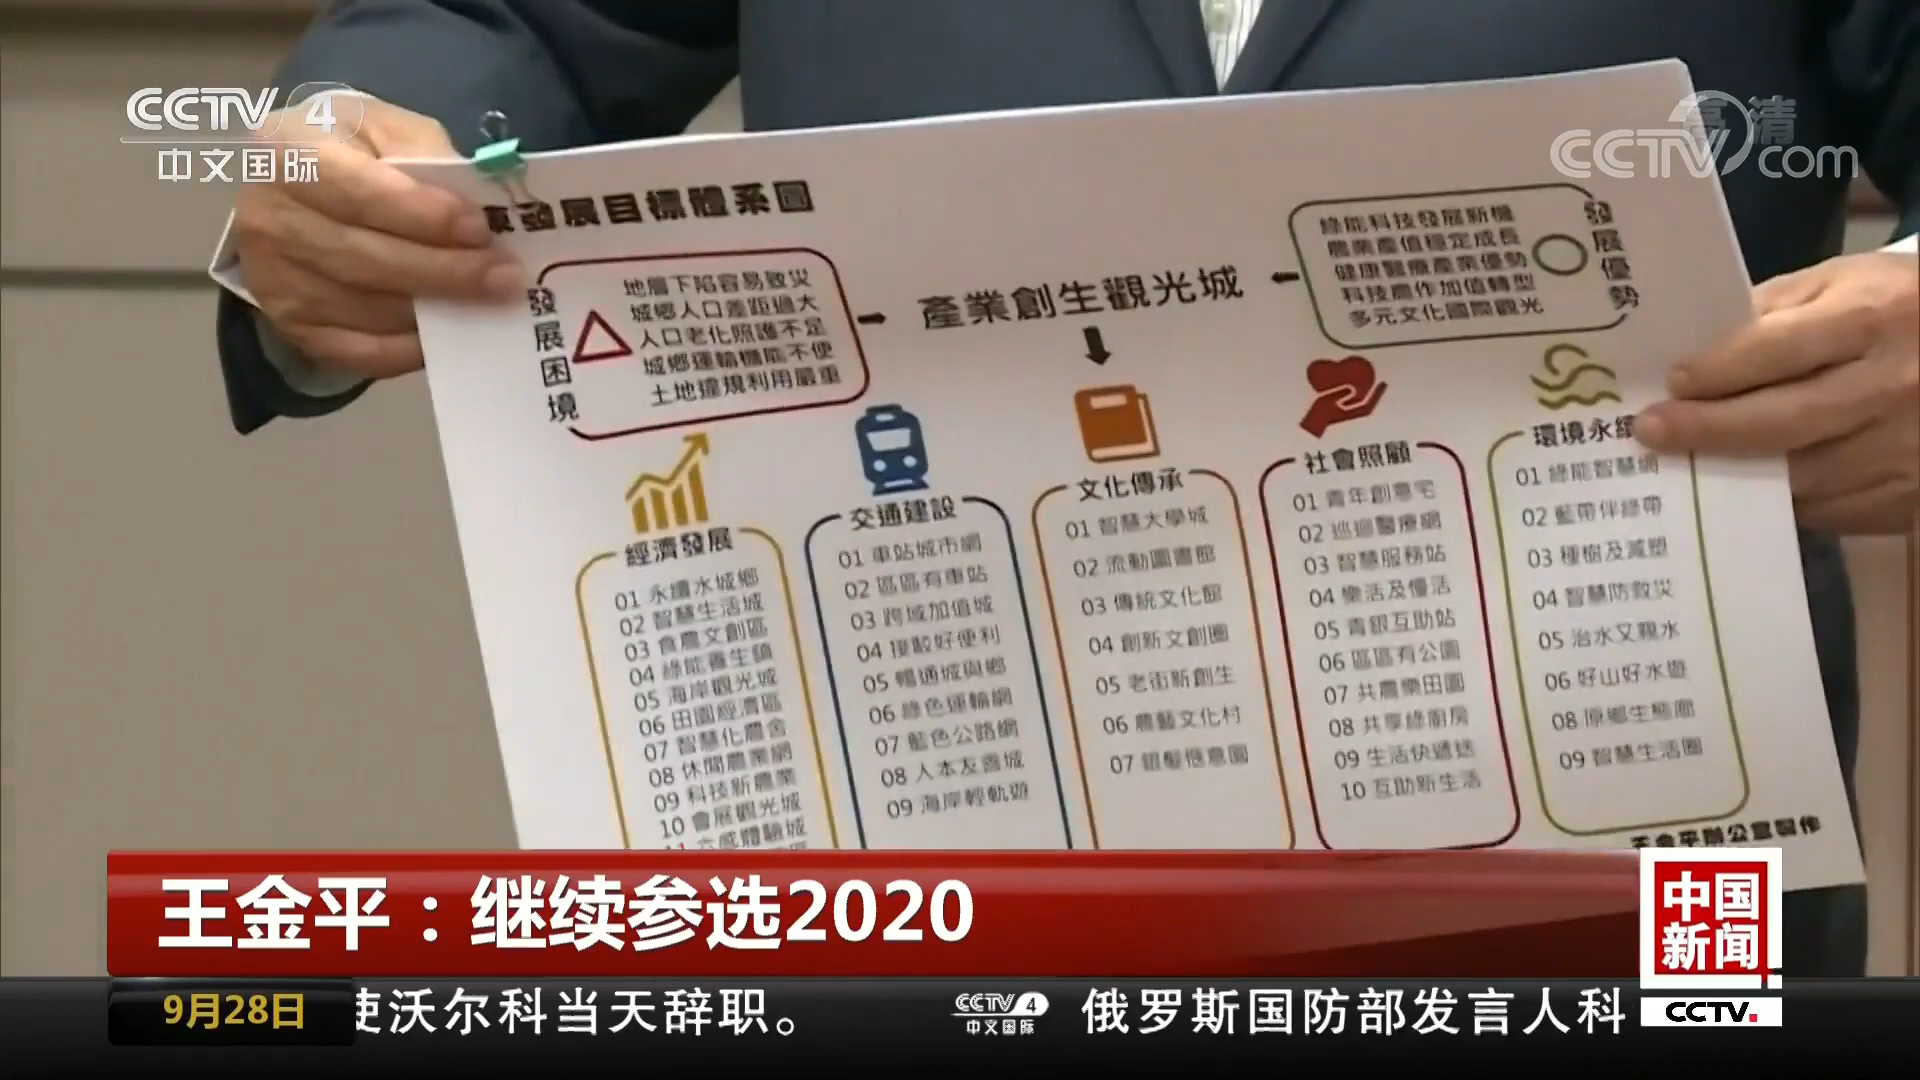 CCTV 4
中文国际
高清
CCTV com
發展目標體系圖
發展困境
地層下陷容易致災
城鄉人口差距過大
人口老化照護不足
城鄉運輸機能不便
土地違規利用嚴重
產業創生觀光城
綠能科技發展新機
農業產值穩定成長
健康醫療產業優勢
科技農作加值轉型
多元文化國際觀光
發展優勢
經濟發展
01 永續水城鄉
02 智慧生活城
03 食農文創區
04 綠能養生鎮
05 海岸觀光城
06 田園經濟區
07 智慧化農舍
08 休閒農業網
09 科技新農業
10 會展觀光城
11 六感體驗城
交通建設
01 車站城市網
02 區區有車站
03 跨域加值城
04 接駁好便利
05 暢通城與鄉
06 綠色運輸網
07 藍色公路網
08 人本友善城
09 海岸輕軌遊
文化傳承
01 智慧大學城
02 流動圖書館
03 傳統文化館
04 創新文創圈
05 老街新創生
06 農藝文化村
07 銀髮愜意園
社會照顧
01 青年創意宅
02 巡迴醫療網
03 智慧服務站
04 樂活及慢活
05 青銀互助站
06 區區有公園
07 共農樂田園
08 共享綠廚房
09 生活快遞送
10 互助新生活
環境永續
01 綠能智慧網
02 藍帶伴綠帶
03 種樹及減塑
04 智慧防救災
05 治水又親水
06 好山好水遊
08 原鄉生態廊
09 智慧生活圈
王金平辦公室製作
王金平：继续参选2020
中国新闻
CCTV.
9月28日
使沃尔科当天辞职。
CCTV 4
中文国际
俄罗斯国防部发言人科